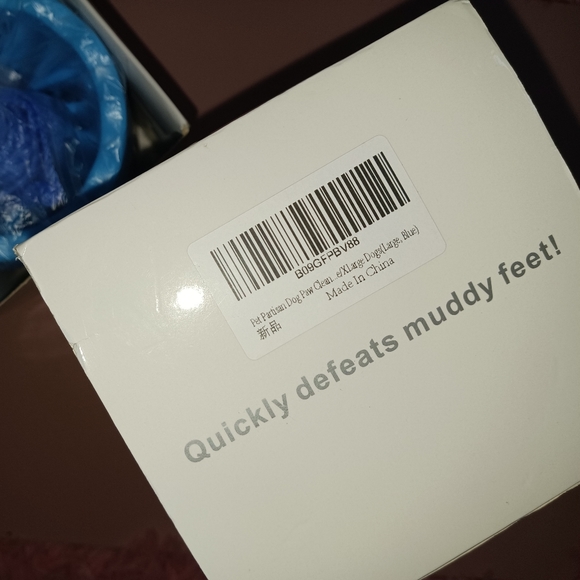 B09GFPBV88
Pet Partisan Dog Paw Clean...e/XLarge Dogs(Large, Blue)
新品
Made In China
Quickly defeats muddy feet!